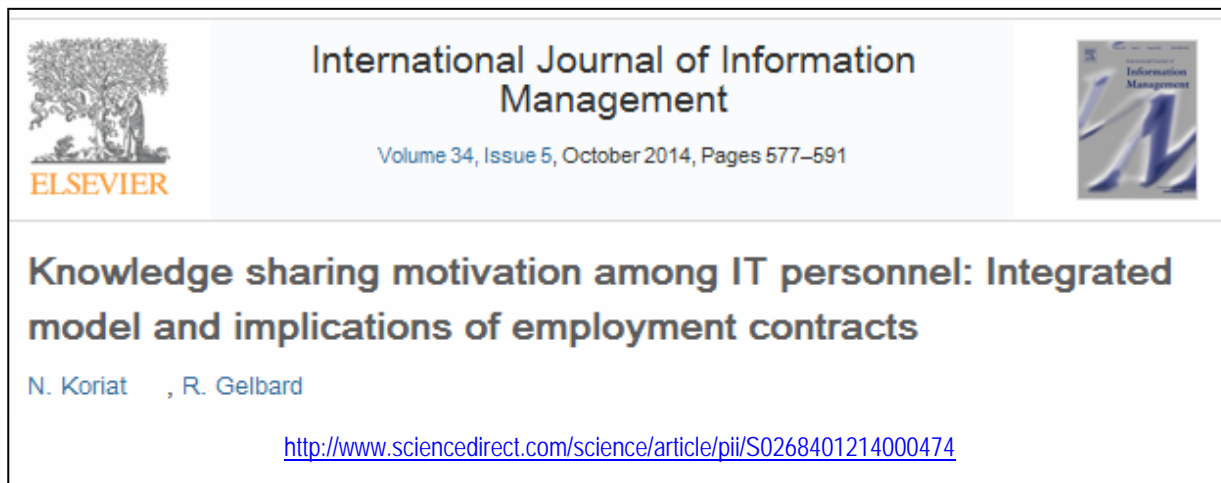 International Journal of Information
Management
Volume 34, Issue 5, October 2014, Pages 577–591
ELSEVIER
Information
Management
Knowledge sharing motivation among IT personnel: Integrated
model and implications of employment contracts
N. Koriat , R. Gelbard
http://www.sciencedirect.com/science/article/pii/S0268401214000474